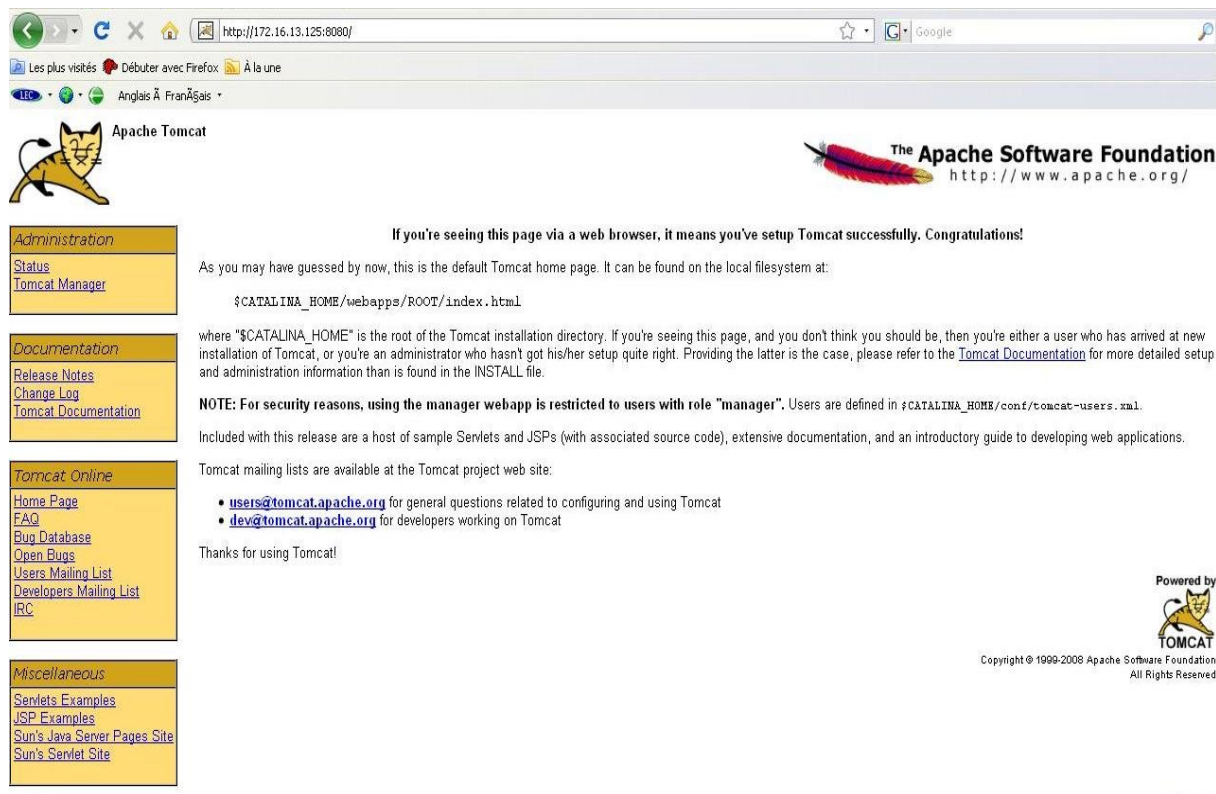 http://172.16.13.125:8080/
Google
Les plus visités Débuter avec Firefox À la une
LEC Anglais Ã FranÃ§ais
Apache Tomcat
The Apache Software Foundation
http://www.apache.org/
Administration
Status
Tomcat Manager
Documentation
Release Notes
Change Log
Tomcat Documentation
Tomcat Online
Home Page
FAQ
Bug Database
Open Bugs
Users Mailing List
Developers Mailing List
IRC
Miscellaneous
Servlets Examples
JSP Examples
Sun's Java Server Pages Site
Sun's Servlet Site
If you're seeing this page via a web browser, it means you've setup Tomcat successfully. Congratulations!
As you may have guessed by now, this is the default Tomcat home page. It can be found on the local filesystem at:
$CATALINA_HOME/webapps/ROOT/index.html
where "$CATALINA_HOME" is the root of the Tomcat installation directory. If you're seeing this page, and you don't think you should be, then you're either a user who has arrived at new
installation of Tomcat, or you're an administrator who hasn't got his/her setup quite right. Providing the latter is the case, please refer to the Tomcat Documentation for more detailed setup
and administration information than is found in the INSTALL file.
NOTE: For security reasons, using the manager webapp is restricted to users with role "manager". Users are defined in $CATALINA_HOME/conf/tomcat-users.xml.
Included with this release are a host of sample Servlets and JSPs (with associated source code), extensive documentation, and an introductory guide to developing web applications.
Tomcat mailing lists are available at the Tomcat project web site:
• users@tomcat.apache.org for general questions related to configuring and using Tomcat
• dev@tomcat.apache.org for developers working on Tomcat
Thanks for using Tomcat!
Powered by
TOMCAT
Copyright © 1999-2008 Apache Software Foundation
All Rights Reserved